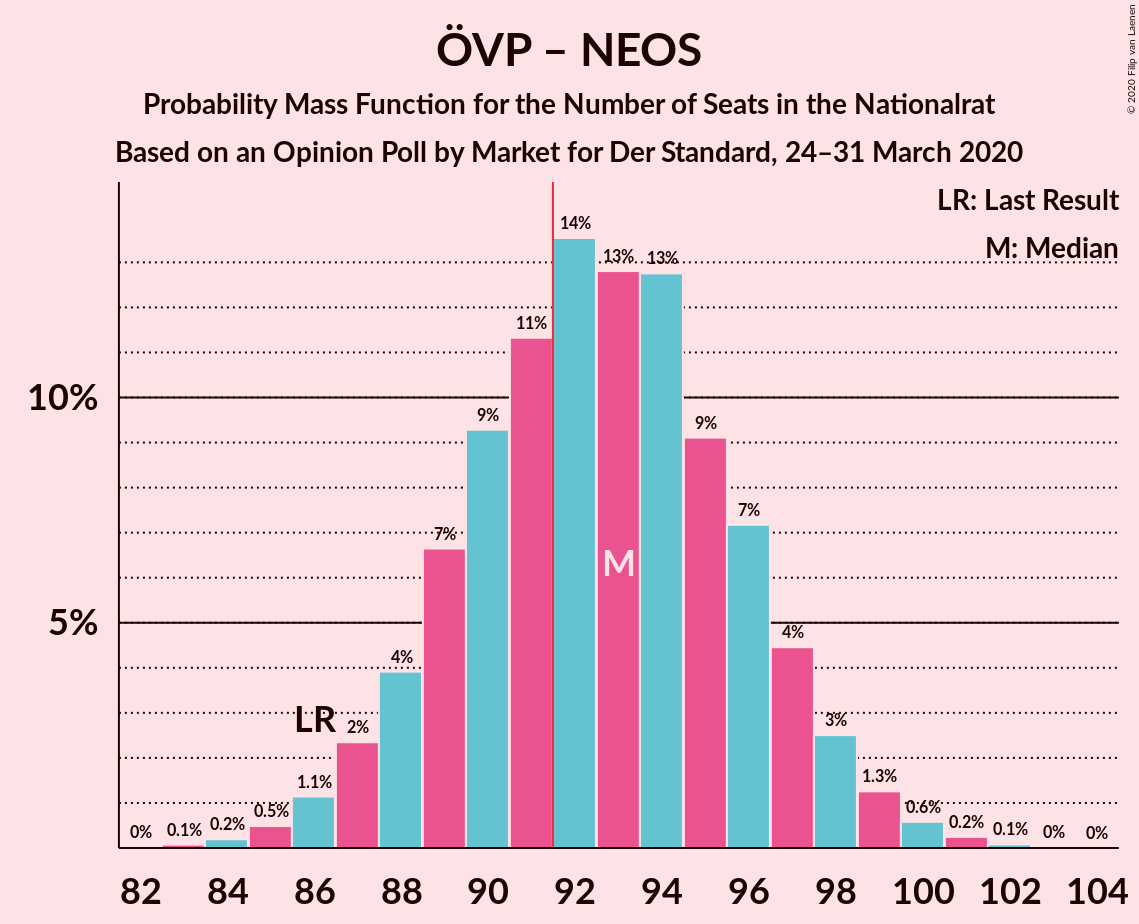 ÖVP – NEOS
Probability Mass Function for the Number of Seats in the Nationalrat
Based on an Opinion Poll by Market for Der Standard, 24–31 March 2020
© 2020 Filip van Laenen
LR: Last Result
M: Median
10%
5%
0%
0.1%
0.2%
0.5%
1.1%
2%
4%
7%
9%
11%
14%
13%
13%
9%
7%
4%
3%
1.3%
0.6%
0.2%
0.1%
0%
0%
LR
M
82 84 86 88 90 92 94 96 98 100 102 104